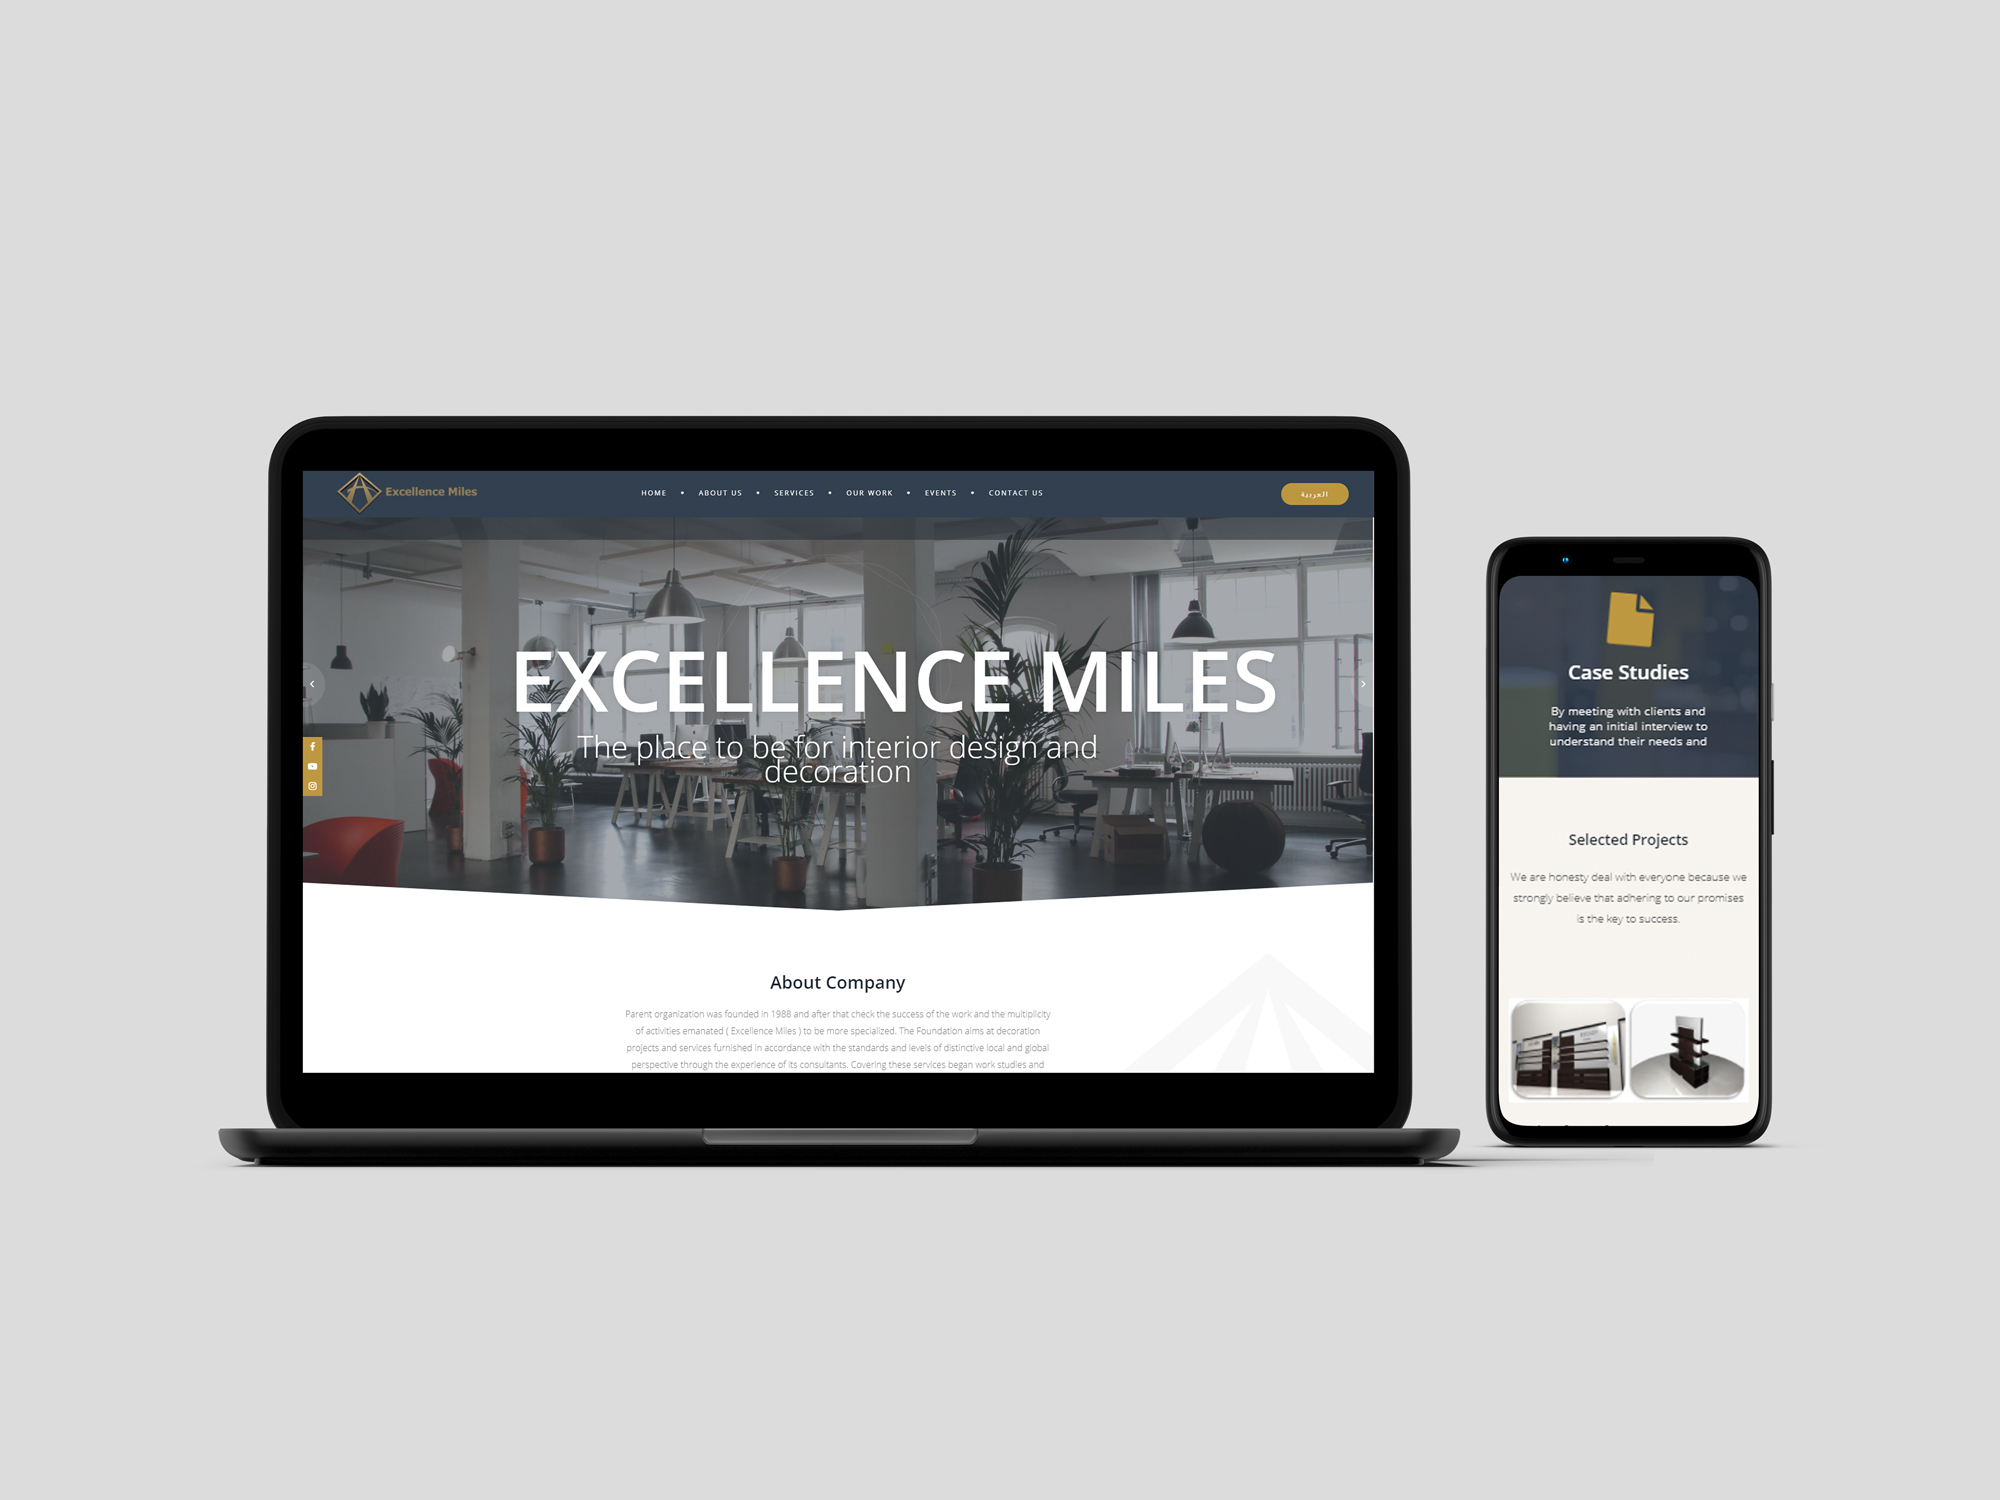 Excellence Miles
HOME • ABOUT US • SERVICES • OUR WORK • EVENTS • CONTACT US
العربية
EXCELLENCE MILES
The place to be for interior design and
decoration
About Company
Parent organization was founded in 1988 and after that check the success of the work and the multiplicity
of activities emanated ( Excellence Miles ) to be more specialized. The Foundation aims at decoration
projects and services furnished in accordance with the standards and levels of distinctive local and global
perspective through the experience of its consultants. Covering these services began work studies and
Case Studies
By meeting with clients and
having an initial interview to
understand their needs and
Selected Projects
We are honesty deal with everyone because we
strongly believe that adhering to our promises
is the key to success.